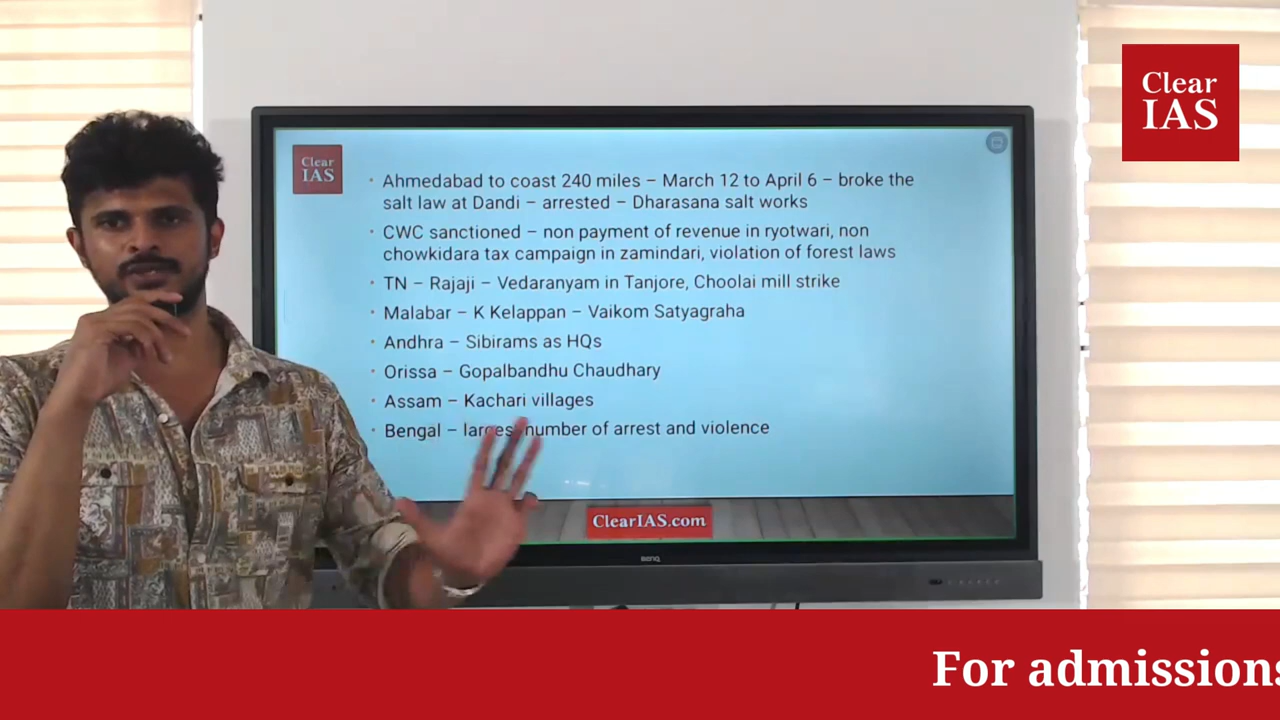 Clear
IAS
Clear
IAS
Ahmedabad to coast 240 miles – March 12 to April 6 – broke the
salt law at Dandi – arrested – Dharasana salt works
CWC sanctioned – non payment of revenue in ryotwari, non
chowkidara tax campaign in zamindari, violation of forest laws
TN – Rajaji – Vedaranyam in Tanjore, Choolai mill strike
Malabar – K Kelappan – Vaikom Satyagraha
Andhra – Sibirams as HQs
Orissa – Gopalbandhu Chaudhary
Assam – Kachari villages
Bengal – largest number of arrest and violence
ClearIAS.com
BenQ
For admissions